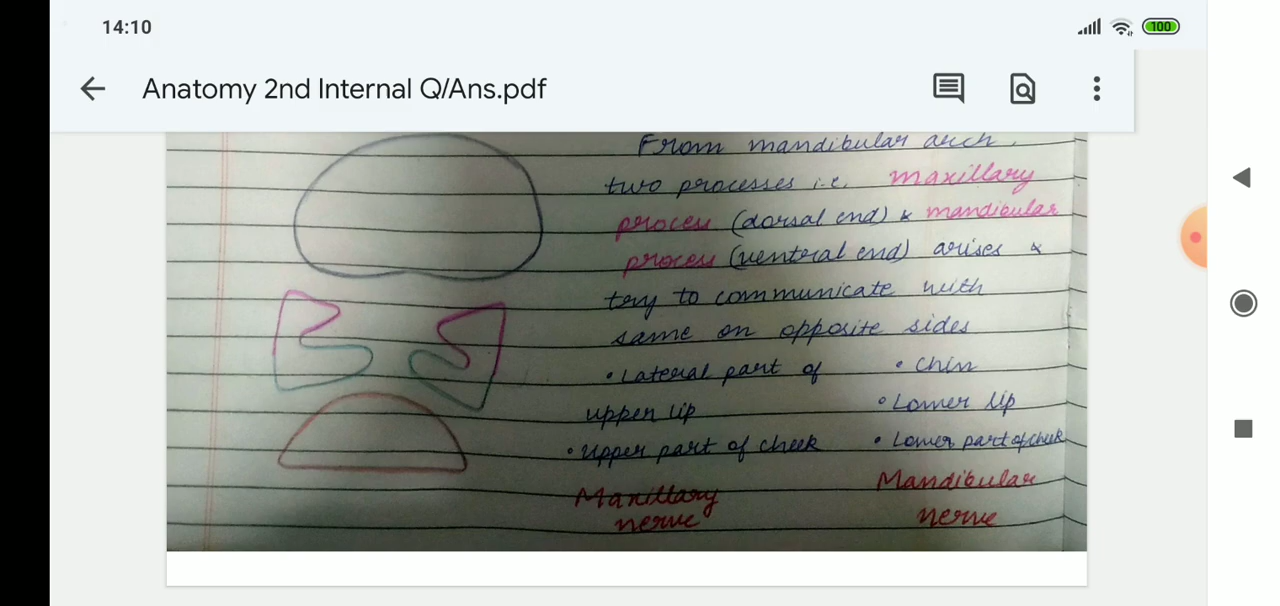 14:10
100
Anatomy 2nd Internal Q/Ans.pdf
From mandibular arch,
two processes i.e. maxillary
process (dorsal end) & mandibular
process (ventral end) arises &
try to communicate with
same on opposite sides
• Lateral part of • Chin
upper lip • Lower lip
• Upper part of cheek • Lower part of cheek
Maxillary Mandibular
nerve nerve